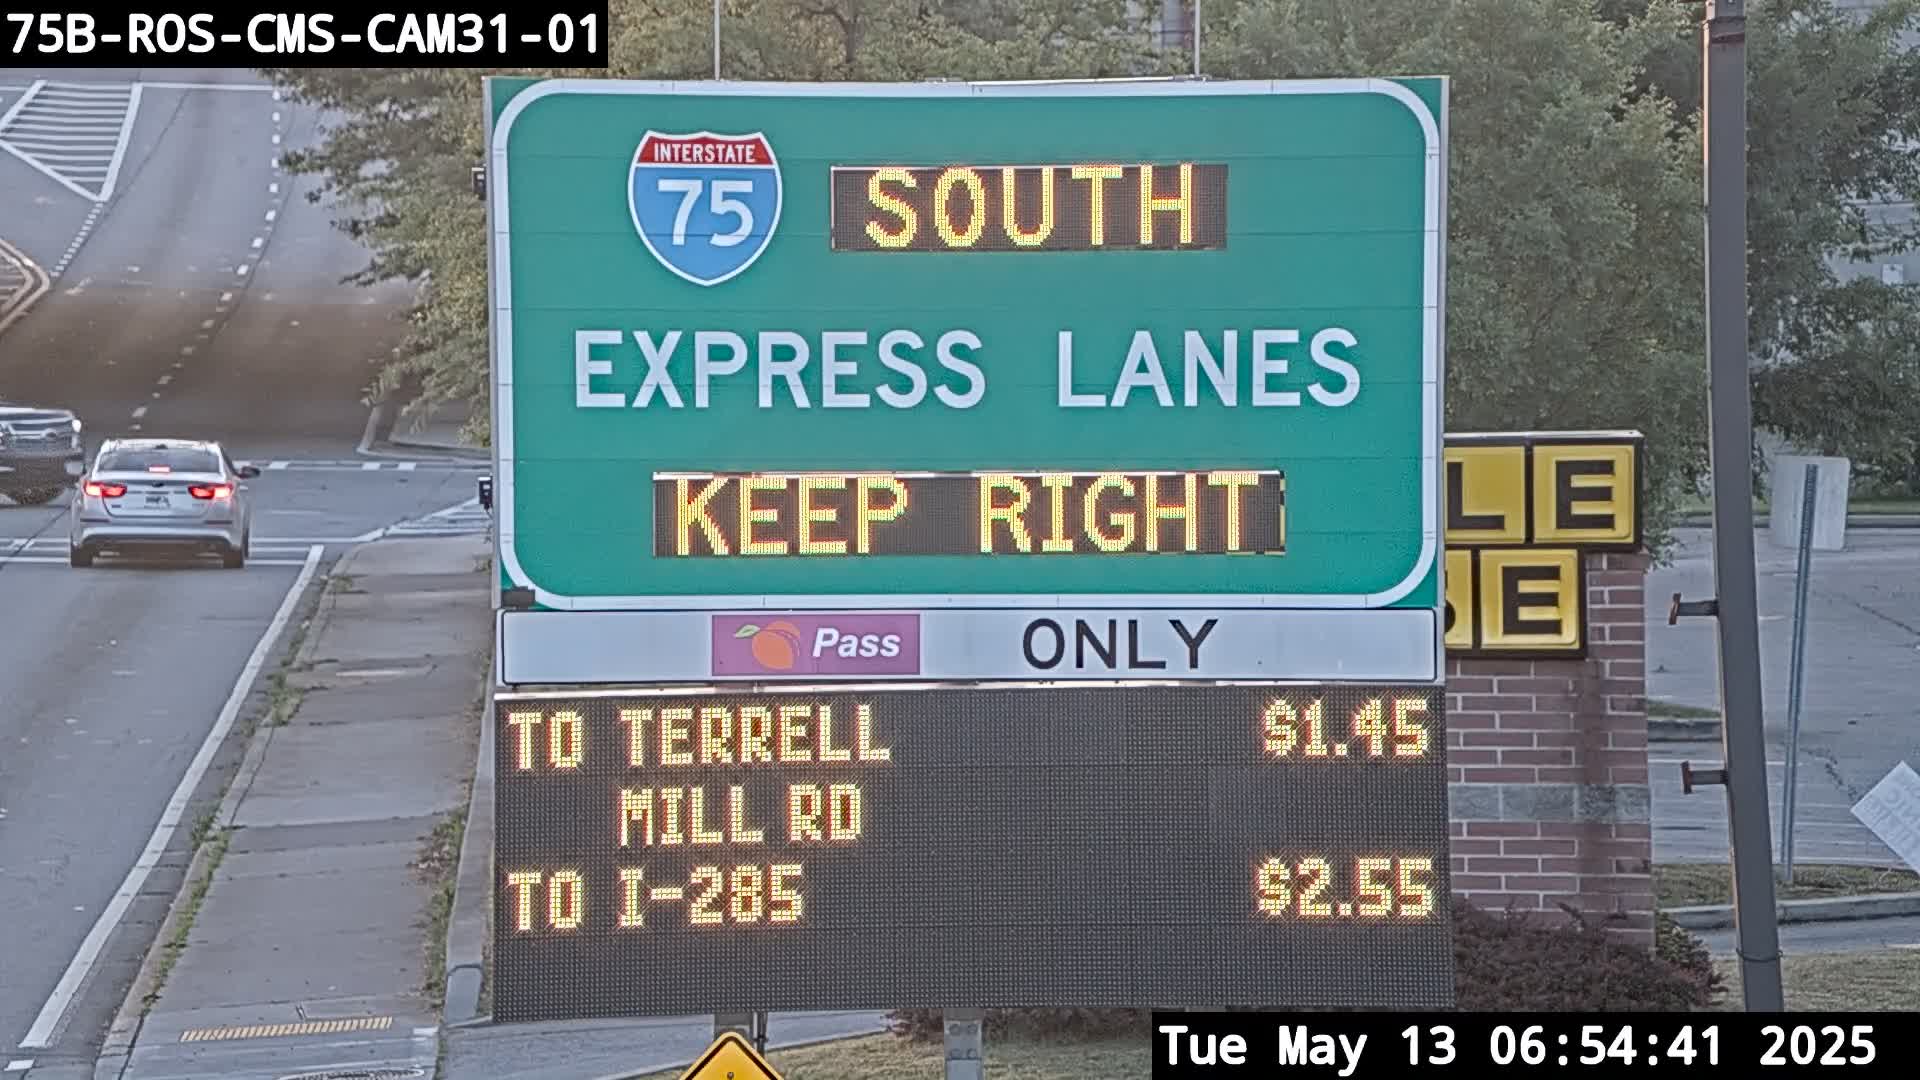 75B-ROS-CMS-CAM31-01
INTERSTATE
75
SOUTH
EXPRESS LANES
KEEP RIGHT
Pass ONLY
TO TERRELL $1.45
MILL RD
TO I-285 $2.55
LE
E
Tue May 13 06:54:41 2025